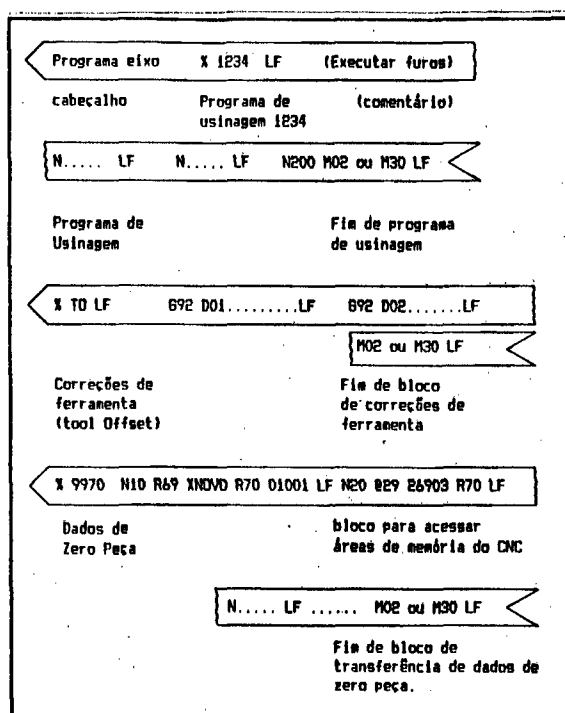 Programa eixo % 1234 LF (Executar furos)
cabeçalho Programa de (comentário)
usinagem 1234
N..... LF N..... LF N200 M02 ou M30 LF
Programa de Fim de programa
Usinagem de usinagem
% TO LF G92 D01.........LF G92 D02.......LF
M02 ou M30 LF
Correções de Fim de bloco
ferramenta de correções de
(tool Offset) ferramenta
% 9970 N10 R69 XNOVO R70 01001 LF N20 @29 26903 R70 LF
Dados de bloco para acessar
Zero Peça Áreas de memória do CNC
N..... LF ...... M02 ou M30 LF
Fim de bloco de
transferência de dados de
zero peça.